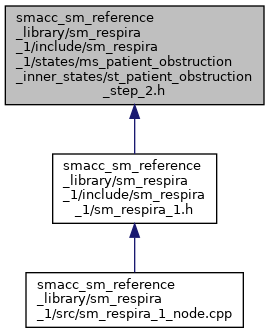 smacc_sm_reference
_library/sm_respira
_1/include/sm_respira
_1/states/ms_patient_obstruction
_inner_states/st_patient_obstruction
_step_2.h
smacc_sm_reference
_library/sm_respira
_1/include/sm_respira
_1/sm_respira_1.h
smacc_sm_reference
_library/sm_respira
_1/src/sm_respira_1_node.cpp